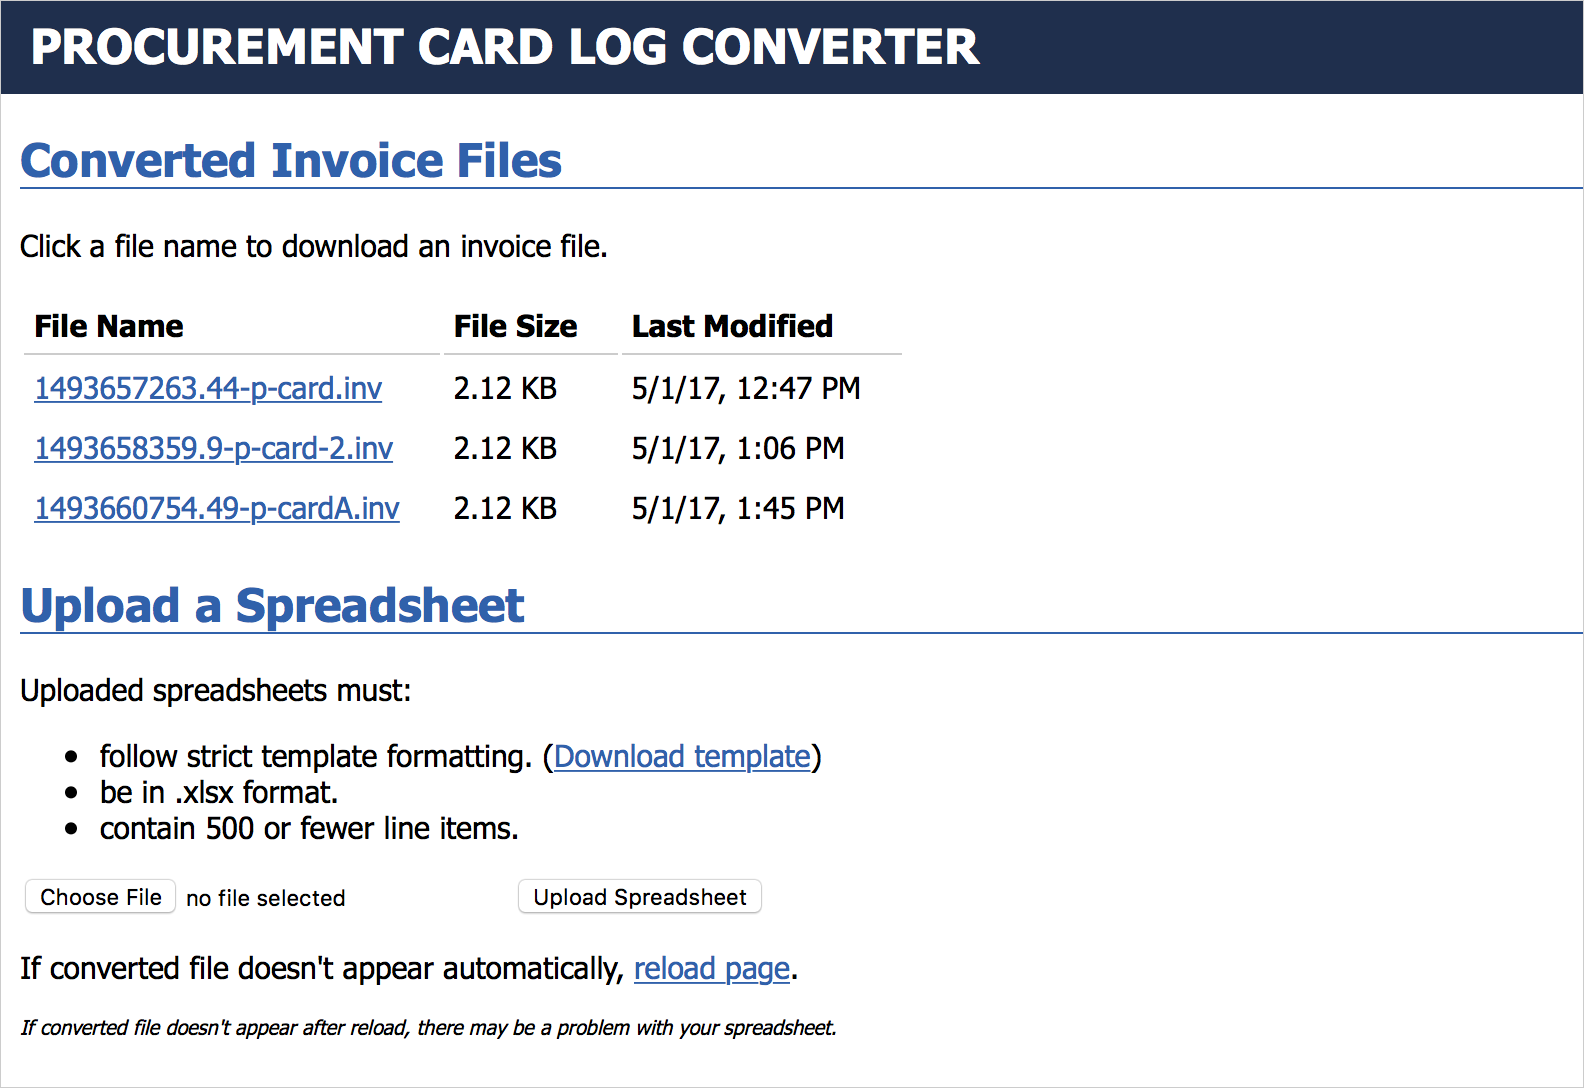 PROCUREMENT CARD LOG CONVERTER
Converted Invoice Files
Click a file name to download an invoice file.
File Name File Size Last Modified
1493657263.44-p-card.inv 2.12 KB 5/1/17, 12:47 PM
1493658359.9-p-card-2.inv 2.12 KB 5/1/17, 1:06 PM
1493660754.49-p-cardA.inv 2.12 KB 5/1/17, 1:45 PM
Upload a Spreadsheet
Uploaded spreadsheets must:
• follow strict template formatting. (Download template)
• be in .xlsx format.
• contain 500 or fewer line items.
Choose File no file selected Upload Spreadsheet
If converted file doesn't appear automatically, reload page.
If converted file doesn't appear after reload, there may be a problem with your spreadsheet.